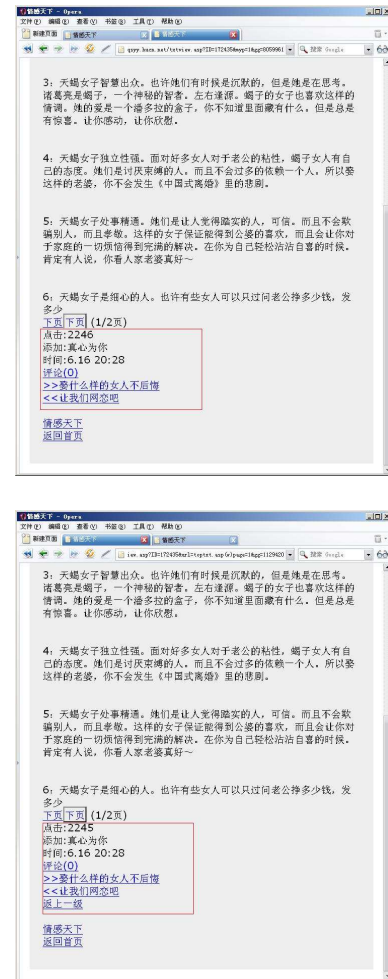 情感天下 - Opera
文件(F) 编辑(E) 查看(V) 书签(B) 工具(T) 帮助(H)
新建页面 情感天下 情感天下
搜索 Google
3：天蝎女子智慧出众。也许她们有时候是沉默的，但是她是在思考。
诸葛亮是蝎子，一个神秘的智者。左右逢源。蝎子的女子也喜欢这样的
情调。她的爱是一个潘多拉的盒子，你不知道里面藏有什么。但是总是
有惊喜。让你感动，让你欣慰。
4：天蝎女子独立性强。面对好多女人对于老公的粘性，蝎子女人有自
己的态度。她们是讨厌束缚的人。而且不会过多的依赖一个人。所以娶
这样的老婆，你不会发生《中国式离婚》里的悲剧。
5：天蝎女子处事精通。她们是让人觉得踏实的人，可信。而且不会欺
骗别人，而且孝敬。这样的女子保证能得到公婆的喜欢，而且会让你对
于家庭的一切烦恼得到完满的解决。在你为自己轻松沾沾自喜的时候。
肯定有人说，你看人家老婆真好～
6：天蝎女子是细心的人。也许有些女人可以只过问老公挣多少钱，发
多少
下页 下页 (1/2页)
点击:2246
添加:真心为你
时间:6.16 20:28
评论(0)
>>娶什么样的女人不后悔
<<让我们网恋吧
情感天下
返回首页
情感天下 - Opera
文件(F) 编辑(E) 查看(V) 书签(B) 工具(T) 帮助(H)
新建页面 情感天下 情感天下
搜索 Google
3：天蝎女子智慧出众。也许她们有时候是沉默的，但是她是在思考。
诸葛亮是蝎子，一个神秘的智者。左右逢源。蝎子的女子也喜欢这样的
情调。她的爱是一个潘多拉的盒子，你不知道里面藏有什么。但是总是
有惊喜。让你感动，让你欣慰。
4：天蝎女子独立性强。面对好多女人对于老公的粘性，蝎子女人有自
己的态度。她们是讨厌束缚的人。而且不会过多的依赖一个人。所以娶
这样的老婆，你不会发生《中国式离婚》里的悲剧。
5：天蝎女子处事精通。她们是让人觉得踏实的人，可信。而且不会欺
骗别人，而且孝敬。这样的女子保证能得到公婆的喜欢，而且会让你对
于家庭的一切烦恼得到完满的解决。在你为自己轻松沾沾自喜的时候。
肯定有人说，你看人家老婆真好～
6：天蝎女子是细心的人。也许有些女人可以只过问老公挣多少钱，发
多少
下页 下页 (1/2页)
点击:2245
添加:真心为你
时间:6.16 20:28
评论(0)
>>娶什么样的女人不后悔
<<让我们网恋吧
返上一级
情感天下
返回首页